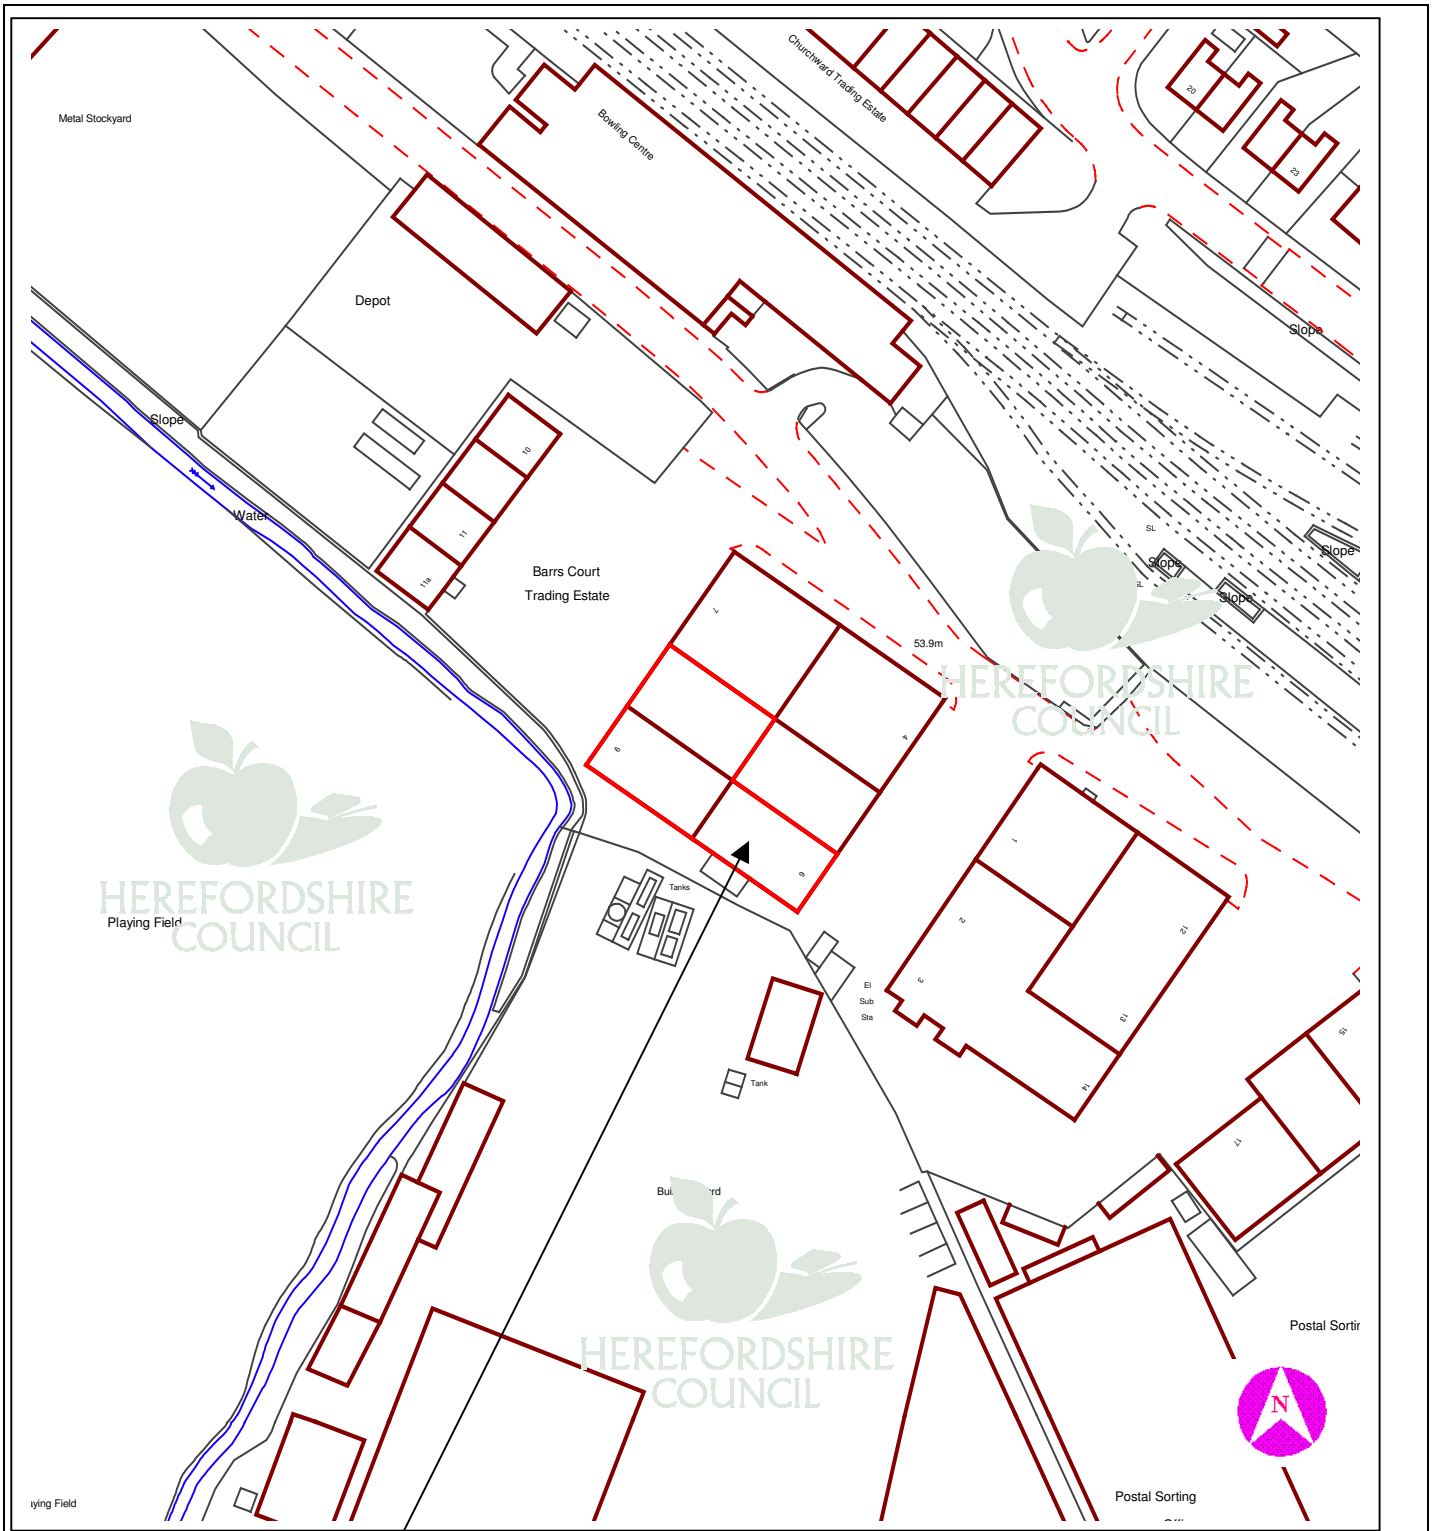 Metal Stockyard
Churchward Trading Estate
Bowling Centre
20
23
Depot
Slope
Slope
Water
10
11
11a
Barrs Court
Trading Estate
7
53.9m
SL
SL
Slope
Slope
Slope
HEREFORDSHIRE
COUNCIL
4
8
6
1
2
3
12
13
14
15
17
HEREFORDSHIRE
COUNCIL
Playing Field
Tanks
El
Sub
Sta
Tank
HEREFORDSHIRE
COUNCIL
Postal Sortin
N
Postal Sorting
aying Field